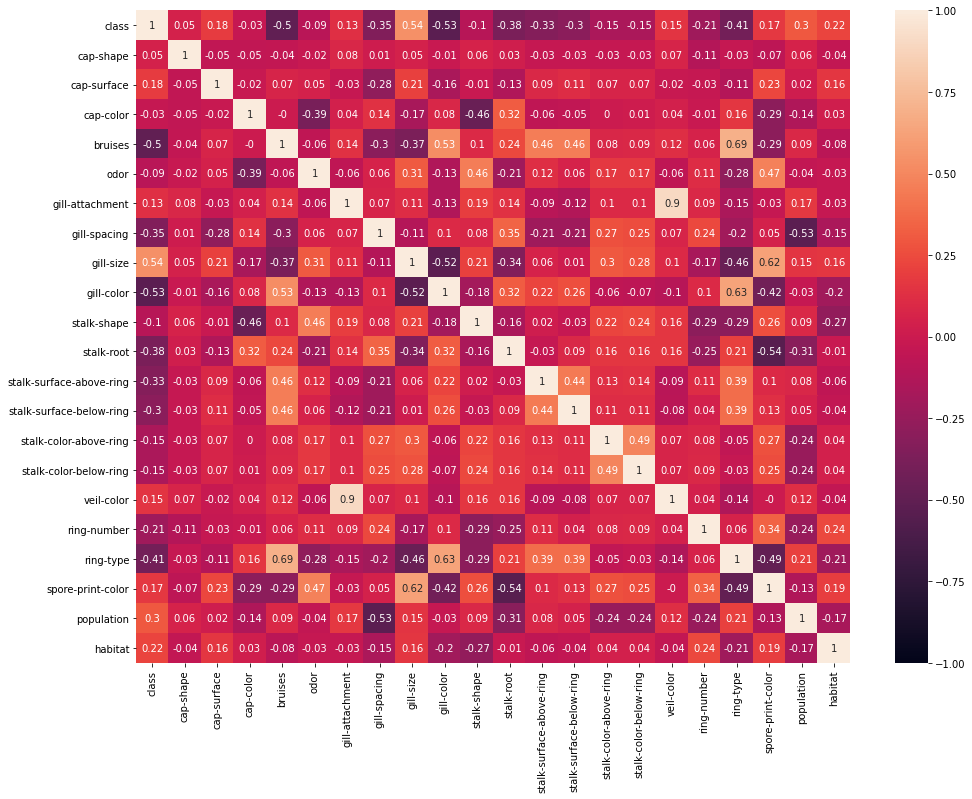 class 1 0.05 0.18 -0.03 -0.5 -0.09 0.13 -0.35 0.54 -0.53 -0.1 -0.38 -0.33 -0.3 -0.15 -0.15 0.15 -0.21 -0.41 0.17 0.3 0.22
cap-shape 0.05 1 -0.05 -0.05 -0.04 -0.02 0.08 0.01 0.05 -0.01 0.06 0.03 -0.03 -0.03 -0.03 -0.03 0.07 -0.11 -0.03 -0.07 0.06 -0.04
cap-surface 0.18 -0.05 1 -0.02 0.07 0.05 -0.03 -0.28 0.21 -0.16 -0.01 -0.13 0.09 0.11 0.07 0.07 -0.02 -0.03 -0.11 0.23 0.02 0.16
cap-color -0.03 -0.05 -0.02 1 -0 -0.39 0.04 0.14 -0.17 0.08 -0.46 0.32 -0.06 -0.05 0 0.01 0.04 -0.01 0.16 -0.29 -0.14 0.03
bruises -0.5 -0.04 0.07 -0 1 -0.06 0.14 -0.3 -0.37 0.53 0.1 0.24 0.46 0.46 0.08 0.09 0.12 0.06 0.69 -0.29 0.09 -0.08
odor -0.09 -0.02 0.05 -0.39 -0.06 1 -0.06 0.06 0.31 -0.13 0.46 -0.21 0.12 0.06 0.17 0.17 -0.06 0.11 -0.28 0.47 -0.04 -0.03
gill-attachment 0.13 0.08 -0.03 0.04 0.14 -0.06 1 0.07 0.11 -0.13 0.19 0.14 -0.09 -0.12 0.1 0.1 0.9 0.09 -0.15 -0.03 0.17 -0.03
gill-spacing -0.35 0.01 -0.28 0.14 -0.3 0.06 0.07 1 -0.11 0.1 0.08 0.35 -0.21 -0.21 0.27 0.25 0.07 0.24 -0.2 0.05 -0.53 -0.15
gill-size 0.54 0.05 0.21 -0.17 -0.37 0.31 0.11 -0.11 1 -0.52 0.21 -0.34 0.06 0.01 0.3 0.28 0.1 -0.17 -0.46 0.62 0.15 0.16
gill-color -0.53 -0.01 -0.16 0.08 0.53 -0.13 -0.13 0.1 -0.52 1 -0.18 0.32 0.22 0.26 -0.06 -0.07 -0.1 0.1 0.63 -0.42 -0.03 -0.2
stalk-shape -0.1 0.06 -0.01 -0.46 0.1 0.46 0.19 0.08 0.21 -0.18 1 -0.16 0.02 -0.03 0.22 0.24 0.16 -0.29 -0.29 0.26 0.09 -0.27
stalk-root -0.38 0.03 -0.13 0.32 0.24 -0.21 0.14 0.35 -0.34 0.32 -0.16 1 -0.03 0.09 0.16 0.16 0.16 -0.25 0.21 -0.54 -0.31 -0.01
stalk-surface-above-ring -0.33 -0.03 0.09 -0.06 0.46 0.12 -0.09 -0.21 0.06 0.22 0.02 -0.03 1 0.44 0.13 0.14 -0.09 0.11 0.39 0.1 0.08 -0.06
stalk-surface-below-ring -0.3 -0.03 0.11 -0.05 0.46 0.06 -0.12 -0.21 0.01 0.26 -0.03 0.09 0.44 1 0.11 0.11 -0.08 0.04 0.39 0.13 0.05 -0.04
stalk-color-above-ring -0.15 -0.03 0.07 0 0.08 0.17 0.1 0.27 0.3 -0.06 0.22 0.16 0.13 0.11 1 0.49 0.07 0.08 -0.05 0.27 -0.24 0.04
stalk-color-below-ring -0.15 -0.03 0.07 0.01 0.09 0.17 0.1 0.25 0.28 -0.07 0.24 0.16 0.14 0.11 0.49 1 0.07 0.09 -0.03 0.25 -0.24 0.04
veil-color 0.15 0.07 -0.02 0.04 0.12 -0.06 0.9 0.07 0.1 -0.1 0.16 0.16 -0.09 -0.08 0.07 0.07 1 0.04 -0.14 -0 0.12 -0.04
ring-number -0.21 -0.11 -0.03 -0.01 0.06 0.11 0.09 0.24 -0.17 0.1 -0.29 -0.25 0.11 0.04 0.08 0.09 0.04 1 0.06 0.34 -0.24 0.24
ring-type -0.41 -0.03 -0.11 0.16 0.69 -0.28 -0.15 -0.2 -0.46 0.63 -0.29 0.21 0.39 0.39 -0.05 -0.03 -0.14 0.06 1 -0.49 0.21 -0.21
spore-print-color 0.17 -0.07 0.23 -0.29 -0.29 0.47 -0.03 0.05 0.62 -0.42 0.26 -0.54 0.1 0.13 0.27 0.25 -0 0.34 -0.49 1 -0.13 0.19
population 0.3 0.06 0.02 -0.14 0.09 -0.04 0.17 -0.53 0.15 -0.03 0.09 -0.31 0.08 0.05 -0.24 -0.24 0.12 -0.24 0.21 -0.13 1 -0.17
habitat 0.22 -0.04 0.16 0.03 -0.08 -0.03 -0.03 -0.15 0.16 -0.2 -0.27 -0.01 -0.06 -0.04 0.04 0.04 -0.04 0.24 -0.21 0.19 -0.17 1
class
cap-shape
cap-surface
cap-color
bruises
odor
gill-attachment
gill-spacing
gill-size
gill-color
stalk-shape
stalk-root
stalk-surface-above-ring
stalk-surface-below-ring
stalk-color-above-ring
stalk-color-below-ring
veil-color
ring-number
ring-type
spore-print-color
population
habitat
1.00
0.75
0.50
0.25
0.00
−0.25
−0.50
−0.75
−1.00